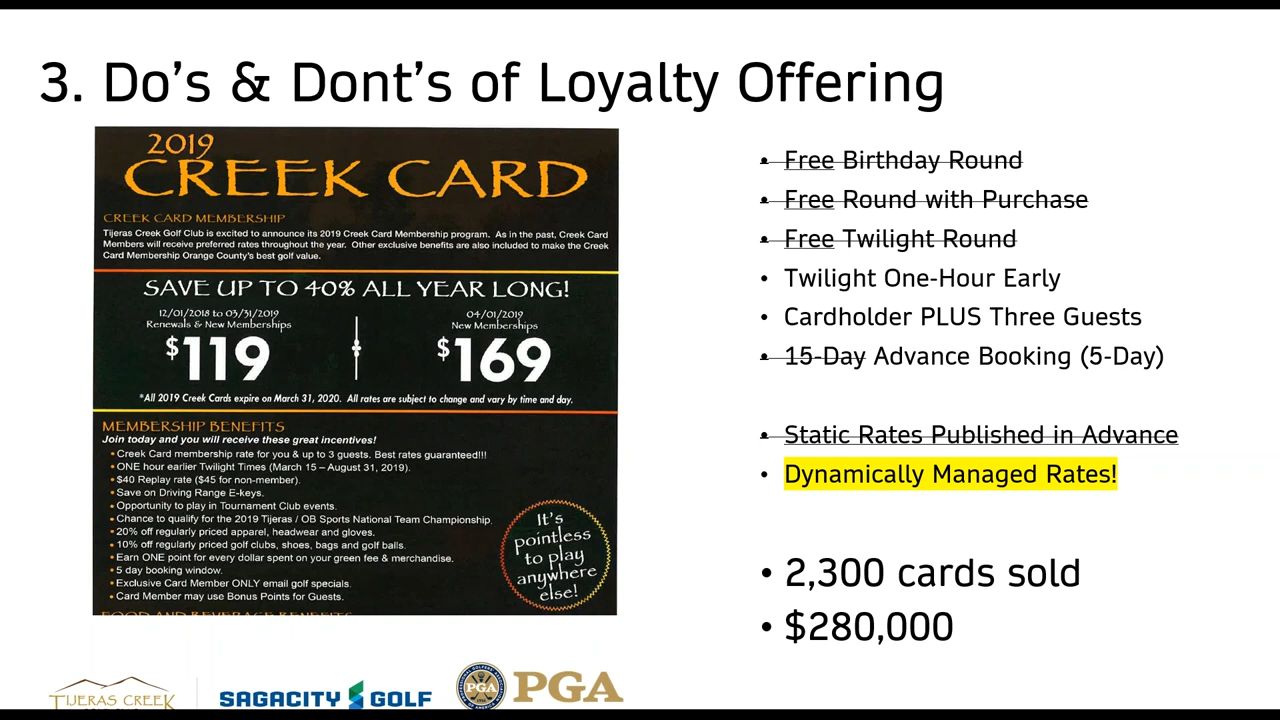 3. Do's & Dont's of Loyalty Offering
2019
CREEK CARD
CREEK CARD MEMBERSHIP
Tijeras Creek Golf Club is excited to announce its 2019 Creek Card Membership program. As in the past, Creek Card
Members will receive preferred rates throughout the year. Other exclusive benefits are also included to make the Creek
Card Membership Orange County's best golf value.
SAVE UP TO 40% ALL YEAR LONG!
12/01/2018 to 03/31/2019
Renewals & New Memberships
$119
04/01/2019
New Memberships
$169
*All 2019 Creek Cards expire on March 31, 2020. All rates are subject to change and vary by time and day.
MEMBERSHIP BENEFITS
Join today and you will receive these great incentives!
• Creek Card membership rate for you & up to 3 guests. Best rates guaranteed!!!
• ONE hour earlier Twilight Times (March 15 – August 31, 2019).
• $40 Replay rate ($45 for non-member).
• Save on Driving Range E-keys.
• Opportunity to play in Tournament Club events.
• Chance to qualify for the 2019 Tijeras / OB Sports National Team Championship.
• 20% off regularly priced apparel, headwear and gloves.
• 10% off regularly priced golf clubs, shoes, bags and golf balls.
• Earn ONE point for every dollar spent on your green fee & merchandise.
• 5 day booking window.
• Exclusive Card Member ONLY email golf specials.
• Card Member may use Bonus Points for Guests.
FOOD AND BEVERAGE BENEFITS
It's
pointless
to play
anywhere
else!
• Free Birthday Round
• Free Round with Purchase
• Free Twilight Round
• Twilight One-Hour Early
• Cardholder PLUS Three Guests
• 15-Day Advance Booking (5-Day)
• Static Rates Published in Advance
• Dynamically Managed Rates!
• 2,300 cards sold
• $280,000
TIJERAS CREEK
SAGACITY GOLF
PGA
PGA